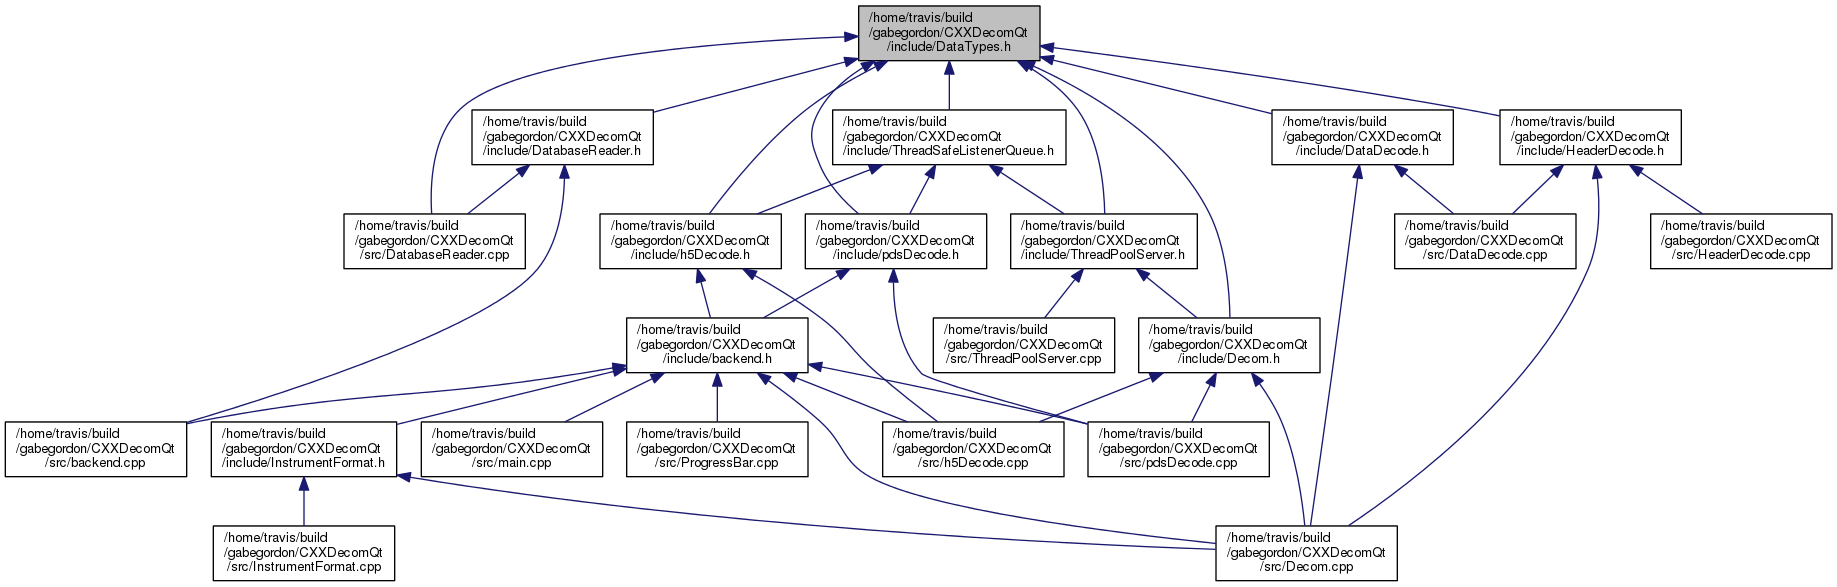 /home/travis/build
/gabegordon/CXXDecomQt
/include/DataTypes.h
/home/travis/build
/gabegordon/CXXDecomQt
/include/DatabaseReader.h
/home/travis/build
/gabegordon/CXXDecomQt
/include/ThreadSafeListenerQueue.h
/home/travis/build
/gabegordon/CXXDecomQt
/include/DataDecode.h
/home/travis/build
/gabegordon/CXXDecomQt
/include/HeaderDecode.h
/home/travis/build
/gabegordon/CXXDecomQt
/src/DatabaseReader.cpp
/home/travis/build
/gabegordon/CXXDecomQt
/include/h5Decode.h
/home/travis/build
/gabegordon/CXXDecomQt
/include/pdsDecode.h
/home/travis/build
/gabegordon/CXXDecomQt
/include/ThreadPoolServer.h
/home/travis/build
/gabegordon/CXXDecomQt
/src/DataDecode.cpp
/home/travis/build
/gabegordon/CXXDecomQt
/src/HeaderDecode.cpp
/home/travis/build
/gabegordon/CXXDecomQt
/include/backend.h
/home/travis/build
/gabegordon/CXXDecomQt
/src/ThreadPoolServer.cpp
/home/travis/build
/gabegordon/CXXDecomQt
/include/Decom.h
/home/travis/build
/gabegordon/CXXDecomQt
/src/backend.cpp
/home/travis/build
/gabegordon/CXXDecomQt
/include/InstrumentFormat.h
/home/travis/build
/gabegordon/CXXDecomQt
/src/main.cpp
/home/travis/build
/gabegordon/CXXDecomQt
/src/ProgressBar.cpp
/home/travis/build
/gabegordon/CXXDecomQt
/src/h5Decode.cpp
/home/travis/build
/gabegordon/CXXDecomQt
/src/pdsDecode.cpp
/home/travis/build
/gabegordon/CXXDecomQt
/src/InstrumentFormat.cpp
/home/travis/build
/gabegordon/CXXDecomQt
/src/Decom.cpp